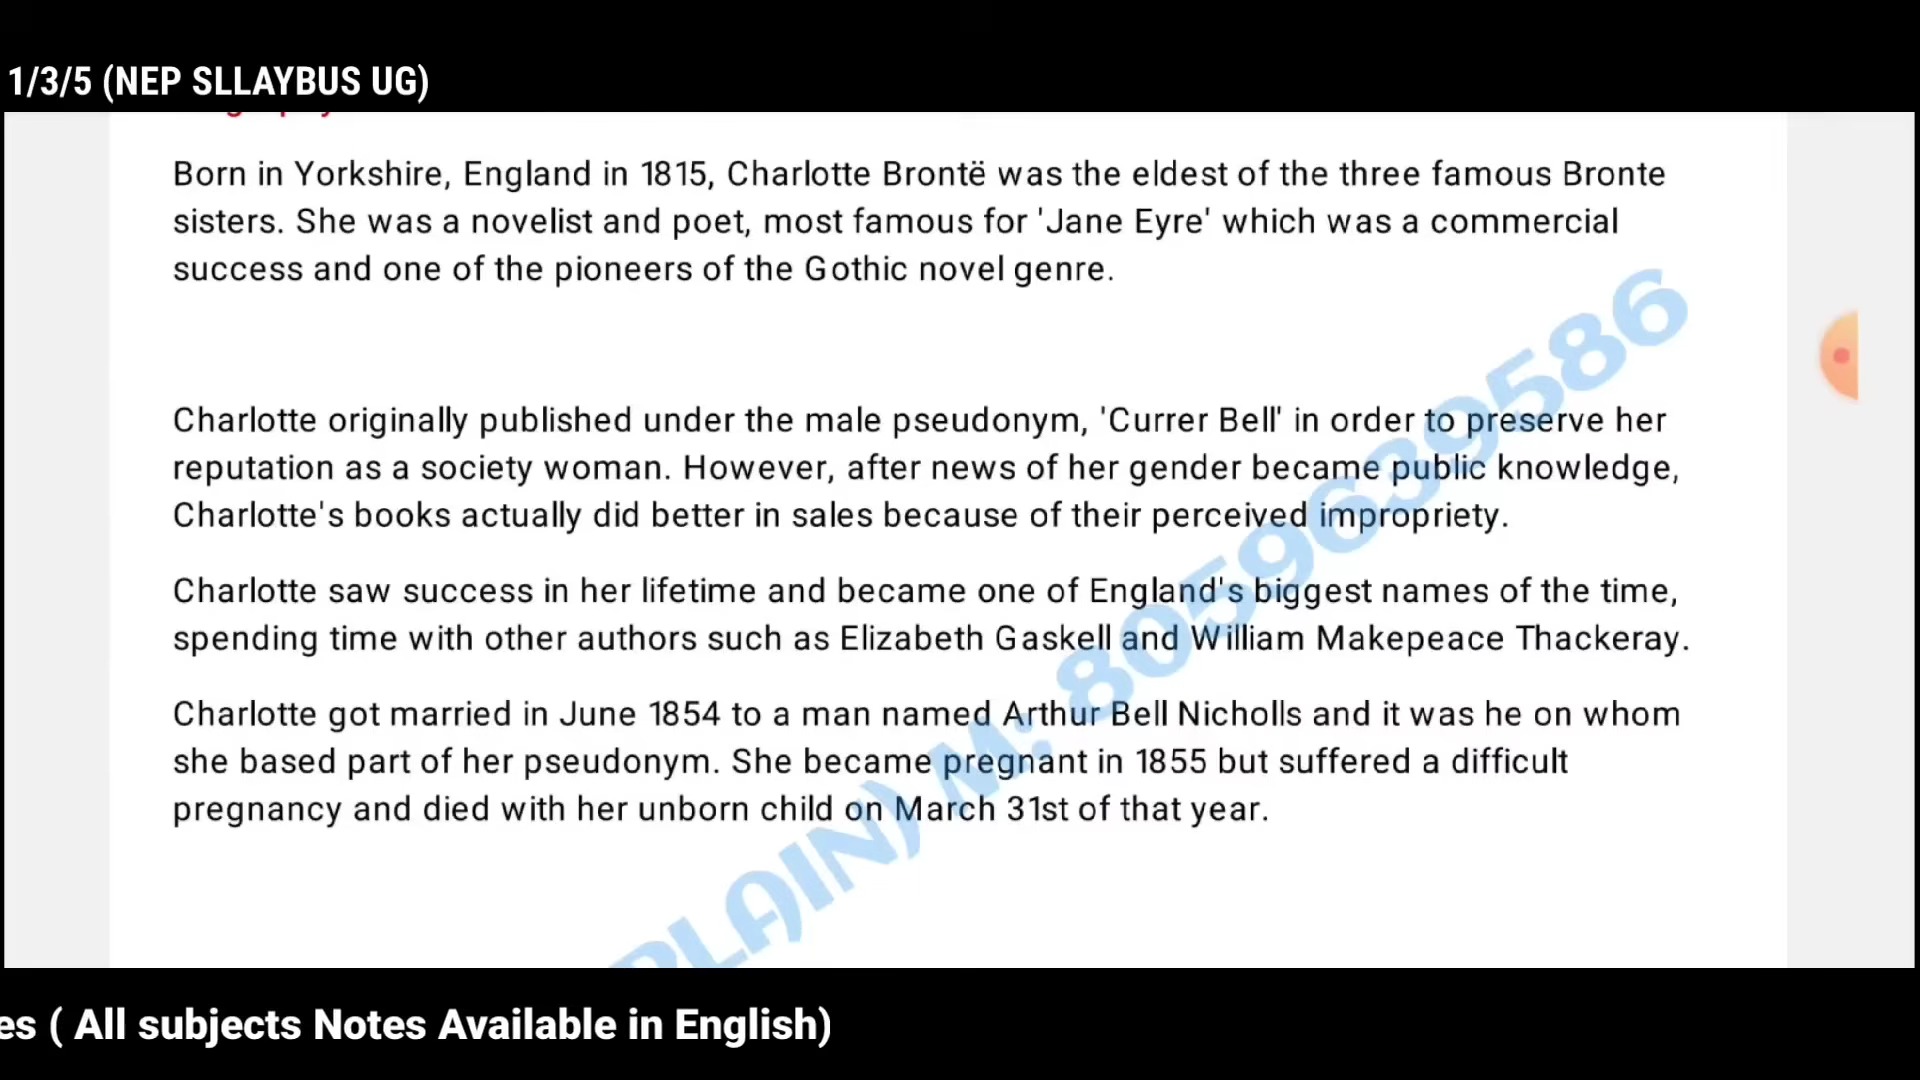 1/3/5 (NEP SLLAYBUS UG)
Born in Yorkshire, England in 1815, Charlotte Brontë was the eldest of the three famous Bronte
sisters. She was a novelist and poet, most famous for 'Jane Eyre' which was a commercial
success and one of the pioneers of the Gothic novel genre.
Charlotte originally published under the male pseudonym, 'Currer Bell' in order to preserve her
reputation as a society woman. However, after news of her gender became public knowledge,
Charlotte's books actually did better in sales because of their perceived impropriety.
Charlotte saw success in her lifetime and became one of England's biggest names of the time,
spending time with other authors such as Elizabeth Gaskell and William Makepeace Thackeray.
Charlotte got married in June 1854 to a man named Arthur Bell Nicholls and it was he on whom
she based part of her pseudonym. She became pregnant in 1855 but suffered a difficult
pregnancy and died with her unborn child on March 31st of that year.
PLAIN) M: 8059639586
es ( All subjects Notes Available in English)